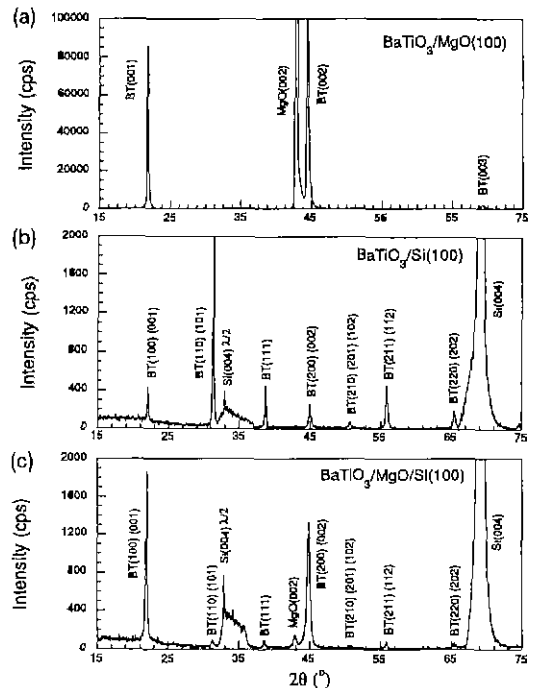 (a)
BaTiO3/MgO(100)
Intensity (cps)
100000
80000
60000
40000
20000
0
BT(001)
MgO(002)
BT(002)
BT(003)
15 25 35 45 55 65 75
(b)
BaTiO3/Si(100)
Intensity (cps)
2000
1600
1200
800
400
0
BT(100) (001)
BT(110) (101)
Si(004) λ/2
BT(111)
BT(200) (002)
BT(210) (201) (102)
BT(211) (112)
BT(220) (202)
Si(004)
15 25 35 45 55 65 75
(c)
BaTiO3/MgO/Si(100)
Intensity (cps)
2000
1600
1200
800
400
0
BT(100) (001)
BT(110) (101)
Si(004) λ/2
BT(111)
MgO(002)
BT(200) (002)
BT(210) (201) (102)
BT(211) (112)
BT(220) (202)
Si(004)
15 25 35 45 55 65 75
2θ (°)